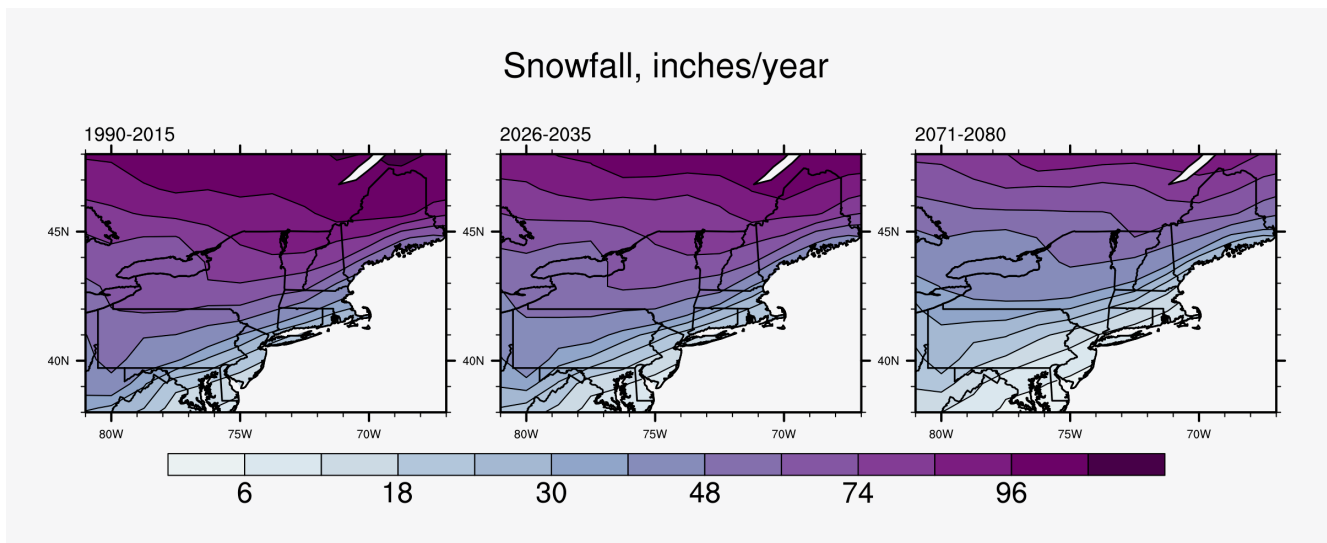 Snowfall, inches/year
1990-2015 2026-2035 2071-2080
45N 45N 45N
40N 40N 40N
80W 75W 70W 80W 75W 70W 80W 75W 70W
6 18 30 48 74 96